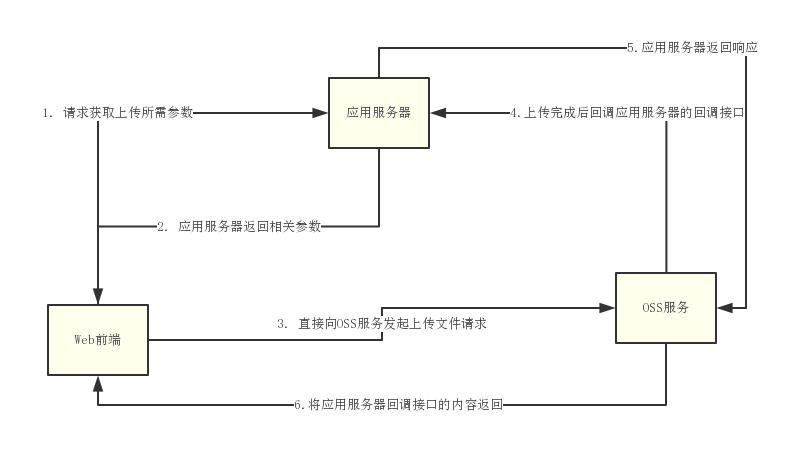 5.应用服务器返回响应
1. 请求获取上传所需参数
应用服务器
4.上传完成后回调应用服务器的回调接口
2. 应用服务器返回相关参数
OSS服务
3. 直接向OSS服务发起上传文件请求
Web前端
6.将应用服务器回调接口的内容返回